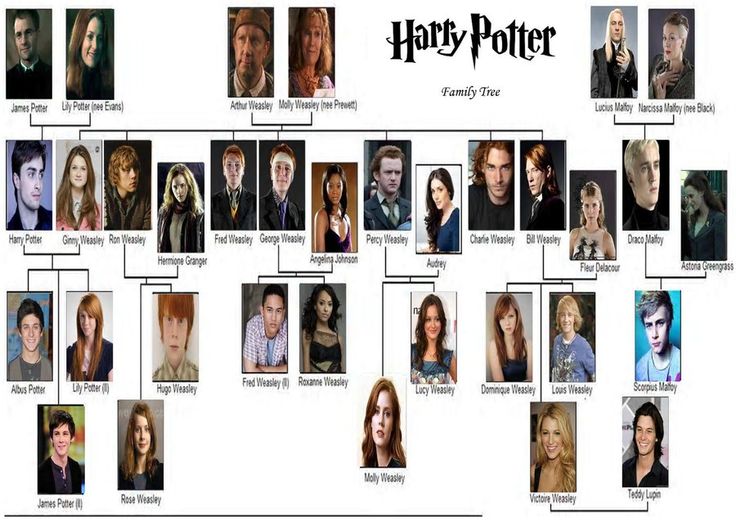 Harry Potter
Family Tree
James Potter
Lily Potter (nee Evans)
Arthur Weasley
Molly Weasley (nee Prewett)
Lucius Malfoy
Narcissa Malfoy (nee Black)
Harry Potter
Ginny Weasley
Ron Weasley
Hermione Granger
Fred Weasley
George Weasley
Angelina Johnson
Percy Weasley
Audrey
Charlie Weasley
Bill Weasley
Fleur Delacour
Draco Malfoy
Astoria Greengrass
Albus Potter
Lily Potter (II)
Hugo Weasley
Fred Weasley (II)
Roxanne Weasley
Lucy Weasley
Dominique Weasley
Louis Weasley
Scorpius Malfoy
James Potter (II)
Rose Weasley
Molly Weasley
Victoire Weasley
Teddy Lupin